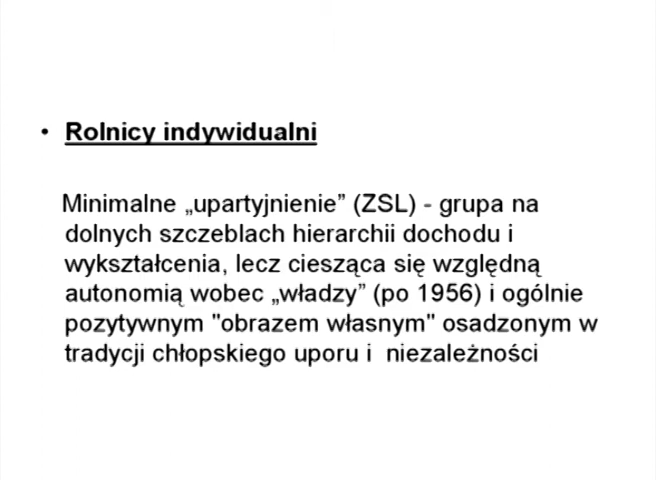 • Rolnicy indywidualni
Minimalne „upartyjnienie” (ZSL) - grupa na
dolnych szczeblach hierarchii dochodu i
wykształcenia, lecz ciesząca się względną
autonomią wobec „władzy” (po 1956) i ogólnie
pozytywnym "obrazem własnym" osadzonym w
tradycji chłopskiego uporu i  niezależności